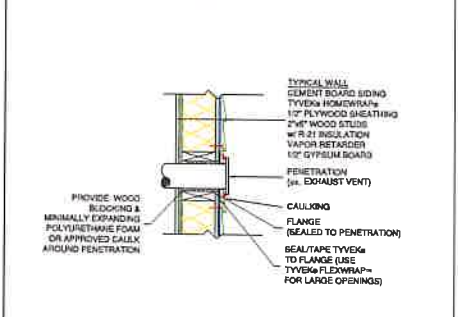 TYPICAL WALL
CEMENT BOARD SIDING
TYVEK® HOMEWRAP®
1/2" PLYWOOD SHEATHING
2"x6" WOOD STUDS
w/ R-21 INSULATION
VAPOR RETARDER
1/2" GYPSUM BOARD
PENETRATION
(ex. EXHAUST VENT)
CAULKING
FLANGE
(SEALED TO PENETRATION)
SEAL/TAPE TYVEK®
TO FLANGE (USE
TYVEK® FLEXWRAP™
FOR LARGE OPENINGS)
PROVIDE WOOD
BLOCKING &
MINIMALLY EXPANDING
POLYURETHANE FOAM
OR APPROVED CAULK
AROUND PENETRATION